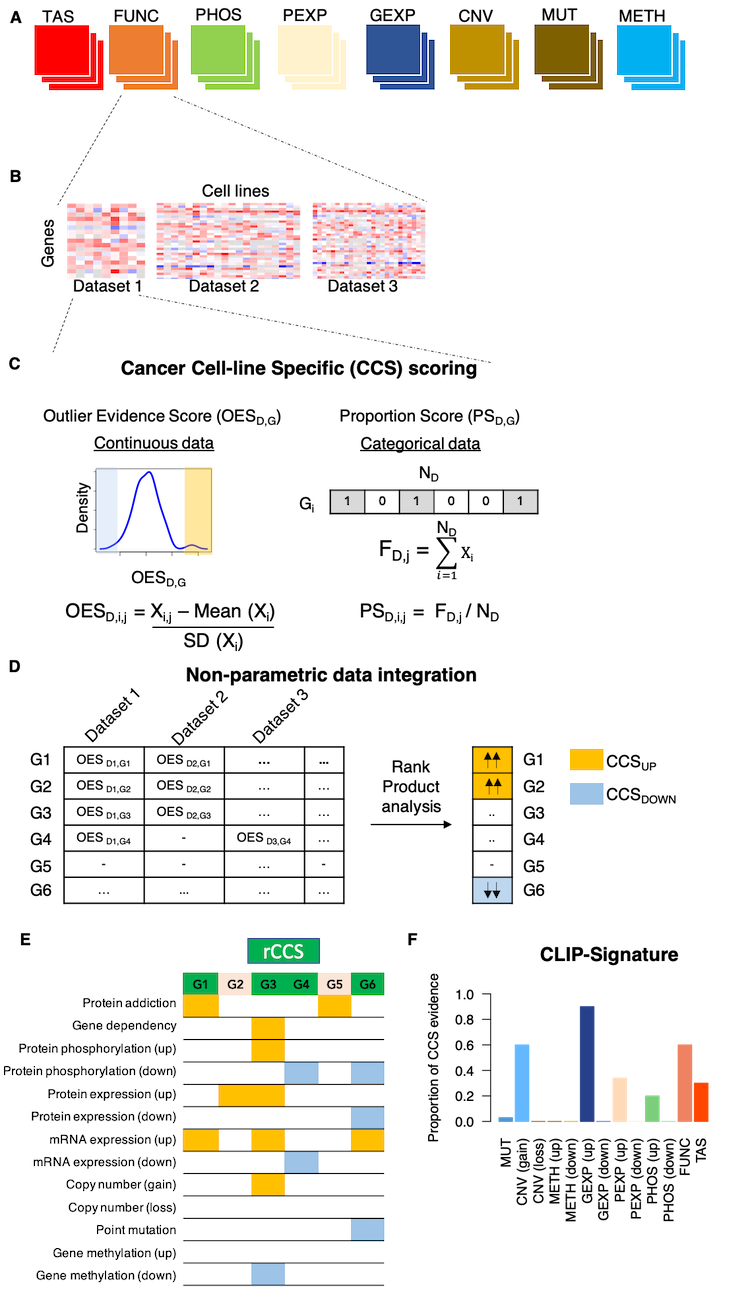 A
TAS FUNC PHOS PEXP GEXP CNV MUT METH
B
Cell lines
Genes
Dataset 1 Dataset 2 Dataset 3
C
Cancer Cell-line Specific (CCS) scoring
Outlier Evidence Score (OES_D,G)
Continuous data
Density
OES_D,G
OES_D,i,j = X_i,j – Mean (X_i)
SD (X_i)
Proportion Score (PS_D,G)
Categorical data
N_D
G_i 1 0 1 0 0 1
N_D
F_D,j = ∑ x_i
i=1
PS_D,i,j = F_D,j / N_D
D
Non-parametric data integration
Dataset 1 Dataset 2 Dataset 3
G1 OES D1,G1 OES D2,G1 ... ...
G2 OES D1,G2 OES D2,G2 ... ...
G3 OES D1,G3 OES D2,G3 ... ...
G4 OES D1,G4 - OES D3,G4 ...
G5 - - ... -
G6 ... ... ... ...
Rank
Product
analysis
↑↑ G1
↑↑ G2
.. G3
.. G4
- G5
↓↓ G6
CCS_UP
CCS_DOWN
E
rCCS
G1 G2 G3 G4 G5 G6
Protein addiction
Gene dependency
Protein phosphorylation (up)
Protein phosphorylation (down)
Protein expression (up)
Protein expression (down)
mRNA expression (up)
mRNA expression (down)
Copy number (gain)
Copy number (loss)
Point mutation
Gene methylation (up)
Gene methylation (down)
F
CLIP-Signature
Proportion of CCS evidence
1.0
0.8
0.6
0.4
0.2
0.0
MUT
CNV (gain)
CNV (loss)
METH (up)
METH (down)
GEXP (up)
GEXP (down)
PEXP (up)
PEXP (down)
PHOS (up)
PHOS (down)
FUNC
TAS